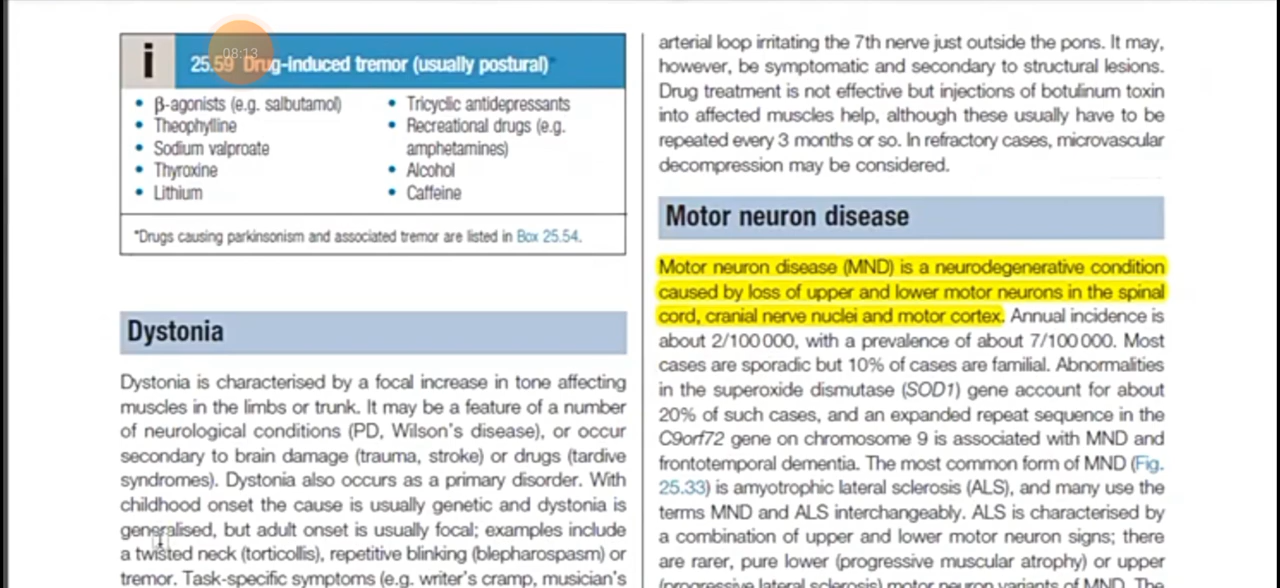 08:13
i
25.59 Drug-induced tremor (usually postural)*
• β-agonists (e.g. salbutamol)
• Theophylline
• Sodium valproate
• Thyroxine
• Lithium
• Tricyclic antidepressants
• Recreational drugs (e.g.
amphetamines)
• Alcohol
• Caffeine
*Drugs causing parkinsonism and associated tremor are listed in Box 25.54.
Dystonia
Dystonia is characterised by a focal increase in tone affecting
muscles in the limbs or trunk. It may be a feature of a number
of neurological conditions (PD, Wilson's disease), or occur
secondary to brain damage (trauma, stroke) or drugs (tardive
syndromes). Dystonia also occurs as a primary disorder. With
childhood onset the cause is usually genetic and dystonia is
generalised, but adult onset is usually focal; examples include
a twisted neck (torticollis), repetitive blinking (blepharospasm) or
tremor. Task-specific symptoms (e.g. writer's cramp, musician's
arterial loop irritating the 7th nerve just outside the pons. It may,
however, be symptomatic and secondary to structural lesions.
Drug treatment is not effective but injections of botulinum toxin
into affected muscles help, although these usually have to be
repeated every 3 months or so. In refractory cases, microvascular
decompression may be considered.
Motor neuron disease
Motor neuron disease (MND) is a neurodegenerative condition
caused by loss of upper and lower motor neurons in the spinal
cord, cranial nerve nuclei and motor cortex. Annual incidence is
about 2/100 000, with a prevalence of about 7/100 000. Most
cases are sporadic but 10% of cases are familial. Abnormalities
in the superoxide dismutase (SOD1) gene account for about
20% of such cases, and an expanded repeat sequence in the
C9orf72 gene on chromosome 9 is associated with MND and
frontotemporal dementia. The most common form of MND (Fig.
25.33) is amyotrophic lateral sclerosis (ALS), and many use the
terms MND and ALS interchangeably. ALS is characterised by
a combination of upper and lower motor neuron signs; there
are rarer, pure lower (progressive muscular atrophy) or upper
(progressive lateral sclerosis) motor neuron variants of MND. The